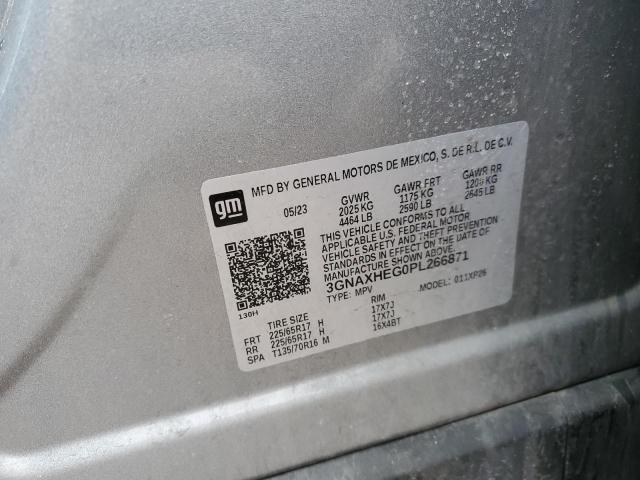 gm
MFD BY GENERAL MOTORS DE MEXICO, S. DE R.L. DE C.V.
05/23 GVWR GAWR FRT GAWR RR
2025 KG 1175 KG KG
4464 LB 2590 LB 2645 LB
THIS VEHICLE CONFORMS TO ALL
APPLICABLE U.S. FEDERAL MOTOR
VEHICLE SAFETY AND THEFT PREVENTION
STANDARDS IN EFFECT ON THE DATE OF
MANUFACTURE SHOWN ABOVE.
3GNAXHEG0PL266871
TYPE: MPV MODEL: 011XP26
130H
TIRE SIZE RIM
FRT 225/65R17 H 17X7J
RR 225/65R17 H 17X7J
SPA T135/70R16 M 16X4BT